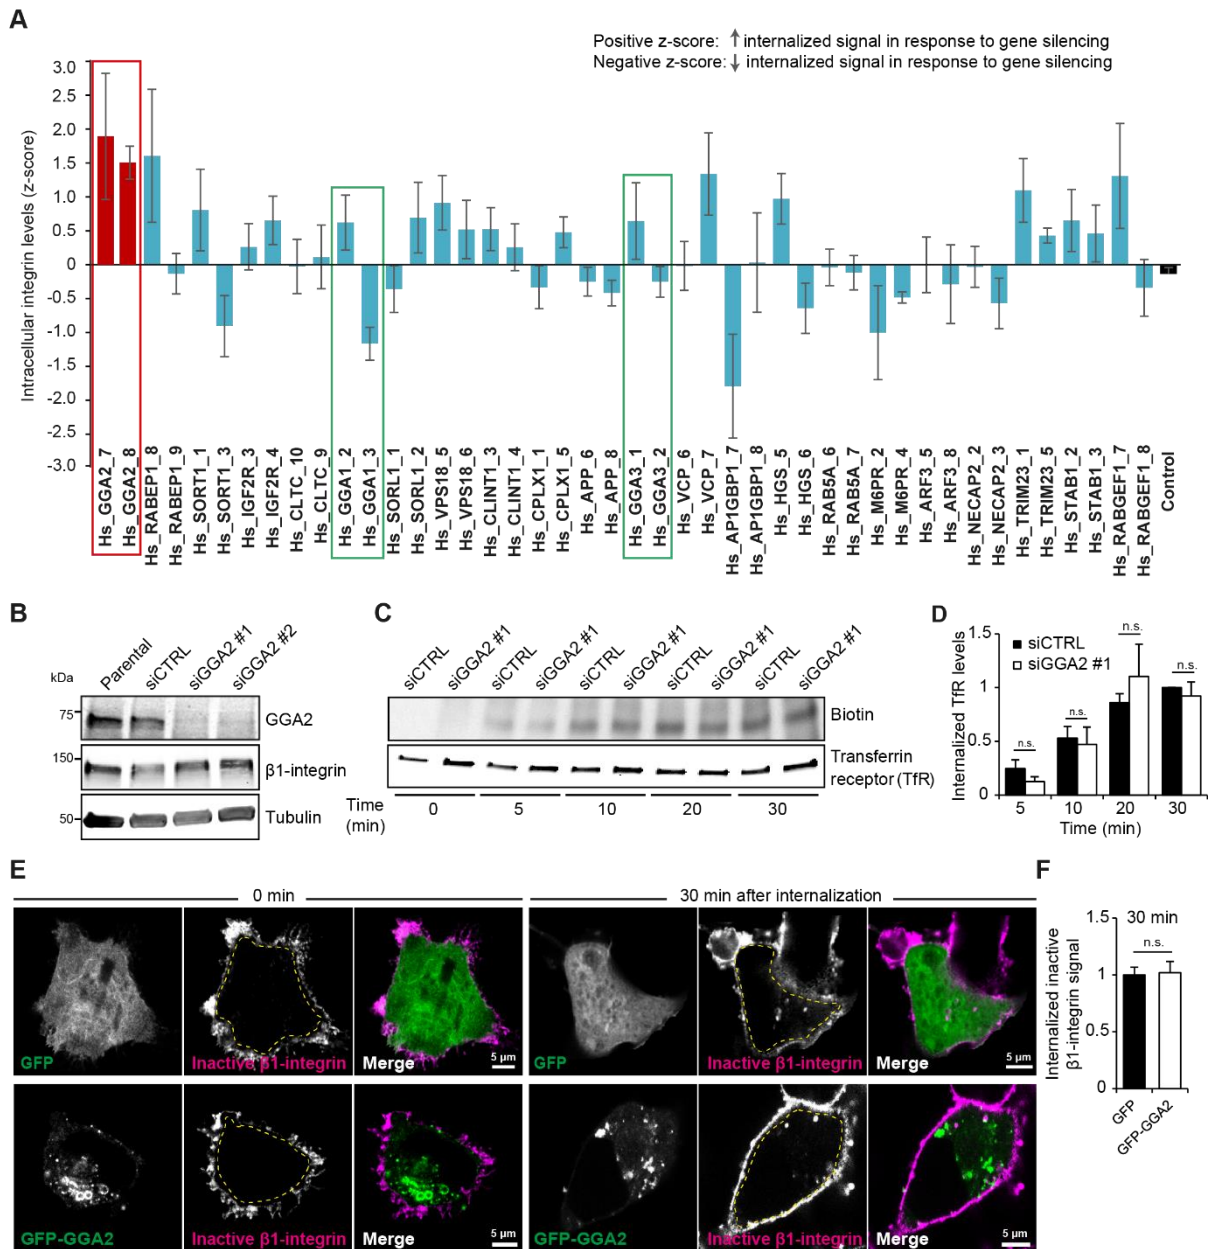 A
Positive z-score: ↑ internalized signal in response to gene silencing
Negative z-score: ↓ internalized signal in response to gene silencing
Intracellular integrin levels (z-score)
3.0
2.5
2.0
1.5
1.0
0.5
0
-0.5
-1.0
-1.5
-2.0
-2.5
-3.0
Hs_GGA2_7
Hs_GGA2_8
Hs_RABEP1_8
Hs_RABEP1_9
Hs_SORT1_1
Hs_SORT1_3
Hs_IGF2R_3
Hs_IGF2R_4
Hs_CLTC_10
Hs_CLTC_9
Hs_GGA1_2
Hs_GGA1_3
Hs_SORL1_1
Hs_SORL1_2
Hs_VPS18_5
Hs_VPS18_6
Hs_CLINT1_3
Hs_CLINT1_4
Hs_CPLX1_1
Hs_CPLX1_5
Hs_APP_6
Hs_APP_8
Hs_GGA3_1
Hs_GGA3_2
Hs_VCP_6
Hs_VCP_7
Hs_AP1GBP1_7
Hs_AP1GBP1_8
Hs_HGS_5
Hs_HGS_6
Hs_RAB5A_6
Hs_RAB5A_7
Hs_M6PR_2
Hs_M6PR_4
Hs_ARF3_5
Hs_ARF3_8
Hs_NECAP2_2
Hs_NECAP2_3
Hs_TRIM23_1
Hs_TRIM23_5
Hs_STAB1_2
Hs_STAB1_3
Hs_RABGEF1_7
Hs_RABGEF1_8
Control
B
Parental
siCTRL
siGGA2 #1
siGGA2 #2
kDa
75
GGA2
150
β1-integrin
50
Tubulin
C
siCTRL
siGGA2 #1
siCTRL
siGGA2 #1
siCTRL
siGGA2 #1
siCTRL
siGGA2 #1
siCTRL
siGGA2 #1
Biotin
Transferrin
receptor (TfR)
Time
(min)
0
5
10
20
30
D
Internalized TfR levels
1.5
1
0.5
0
siCTRL
siGGA2 #1
n.s.
n.s.
n.s.
n.s.
5
10
20
30
Time (min)
E
0 min
30 min after internalization
GFP
Inactive β1-integrin
Merge
5 µm
GFP
Inactive β1-integrin
Merge
5 µm
GFP-GGA2
Inactive β1-integrin
Merge
5 µm
GFP-GGA2
Inactive β1-integrin
Merge
5 µm
F
Internalized inactive
β1-integrin signal
1.5
1
0.5
0
30 min
n.s.
GFP
GFP-GGA2